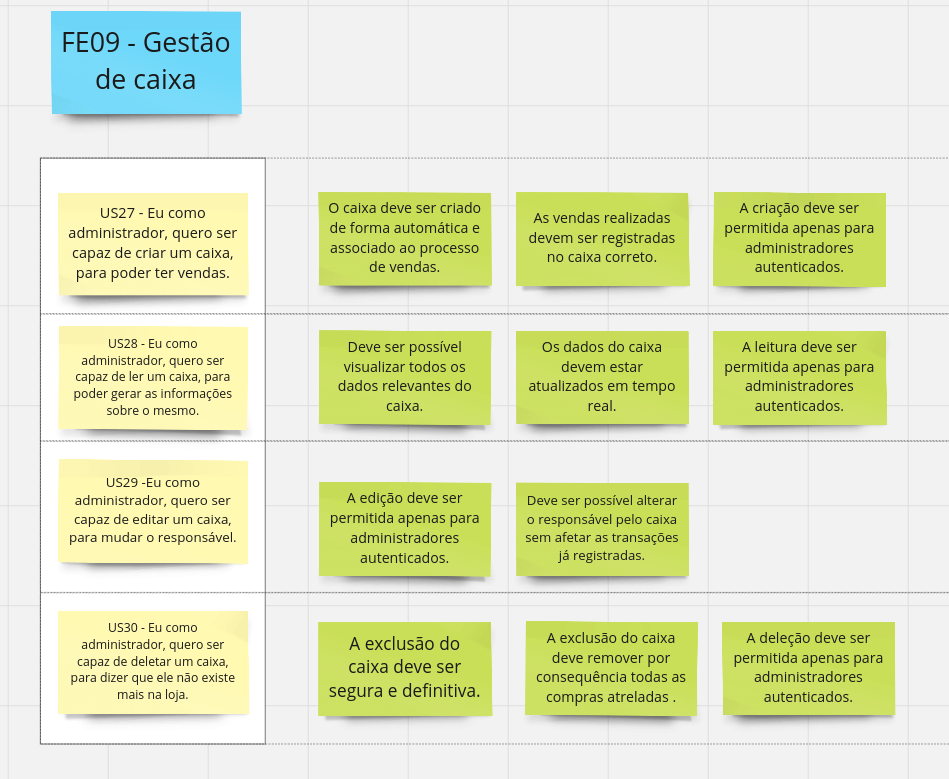 FE09 - Gestão
de caixa
US27 - Eu como
administrador, quero ser
capaz de criar um caixa,
para poder ter vendas.
O caixa deve ser criado
de forma automática e
associado ao processo
de vendas.
As vendas realizadas
devem ser registradas
no caixa correto.
A criação deve ser
permitida apenas para
administradores
autenticados.
US28 - Eu como
administrador, quero ser
capaz de ler um caixa, para
poder gerar as informações
sobre o mesmo.
Deve ser possível
visualizar todos os
dados relevantes do
caixa.
Os dados do caixa
devem estar
atualizados em tempo
real.
A leitura deve ser
permitida apenas para
administradores
autenticados.
US29 -Eu como
administrador, quero ser
capaz de editar um caixa,
para mudar o responsável.
A edição deve ser
permitida apenas para
administradores
autenticados.
Deve ser possível alterar
o responsável pelo caixa
sem afetar as transações
já registradas.
US30 - Eu como
administrador, quero ser
capaz de deletar um caixa,
para dizer que ele não existe
mais na loja.
A exclusão do
caixa deve ser
segura e definitiva.
A exclusão do caixa
deve remover por
consequência todas as
compras atreladas .
A deleção deve ser
permitida apenas para
administradores
autenticados.